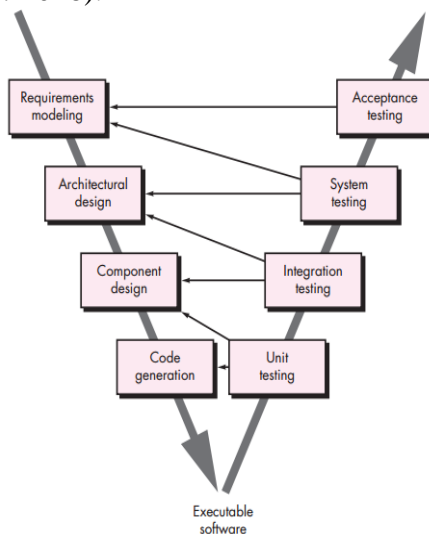 Requirements
modeling
Acceptance
testing
Architectural
design
System
testing
Component
design
Integration
testing
Code
generation
Unit
testing
Executable
software